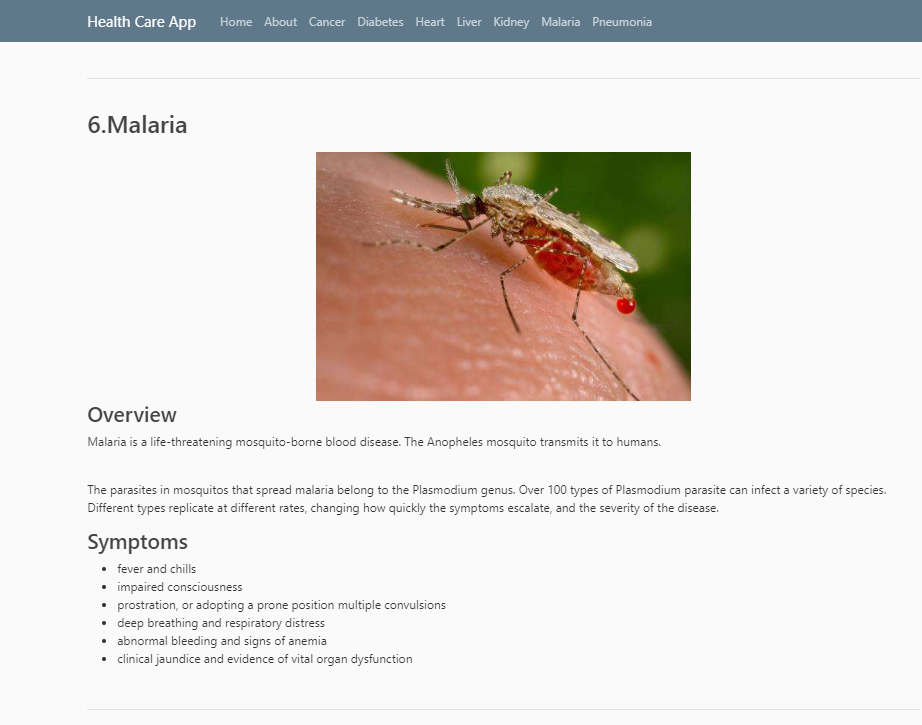 Health Care App Home About Cancer Diabetes Heart Liver Kidney Malaria Pneumonia
6.Malaria
Overview
Malaria is a life-threatening mosquito-borne blood disease. The Anopheles mosquito transmits it to humans.
The parasites in mosquitos that spread malaria belong to the Plasmodium genus. Over 100 types of Plasmodium parasite can infect a variety of species.
Different types replicate at different rates, changing how quickly the symptoms escalate, and the severity of the disease.
Symptoms
• fever and chills
• impaired consciousness
• prostration, or adopting a prone position multiple convulsions
• deep breathing and respiratory distress
• abnormal bleeding and signs of anemia
• clinical jaundice and evidence of vital organ dysfunction